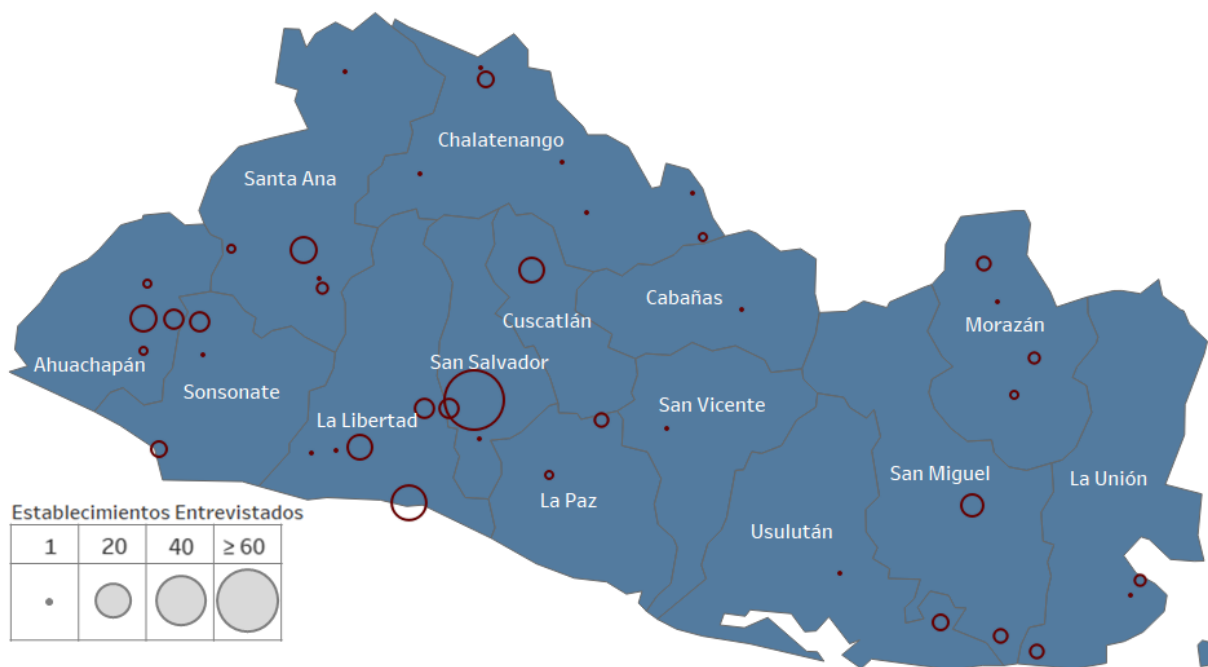 Chalatenango
Santa Ana
Cabañas
Cuscatlán
Morazán
Ahuachapán
San Salvador
Sonsonate
San Vicente
La Libertad
San Miguel
La Unión
La Paz
Usulután
Establecimientos Entrevistados
1 20 40 ≥ 60